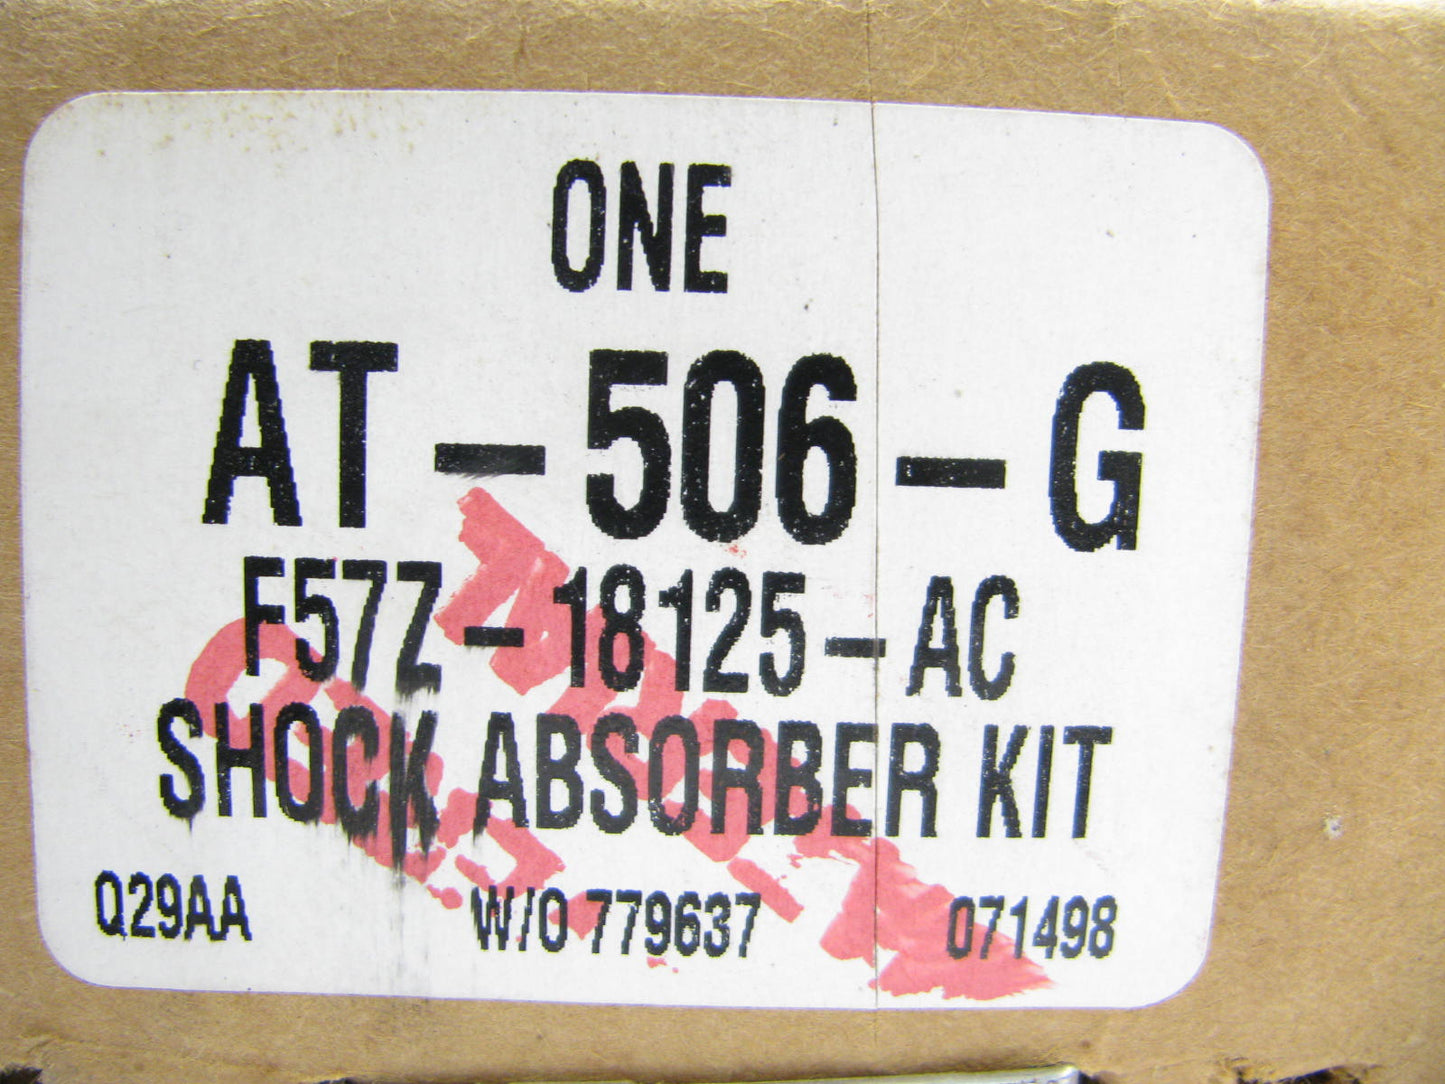 ONE
AT-506-G
F57Z-18125-AC
SHOCK ABSORBER KIT
Q29AA W/O 779637 071498